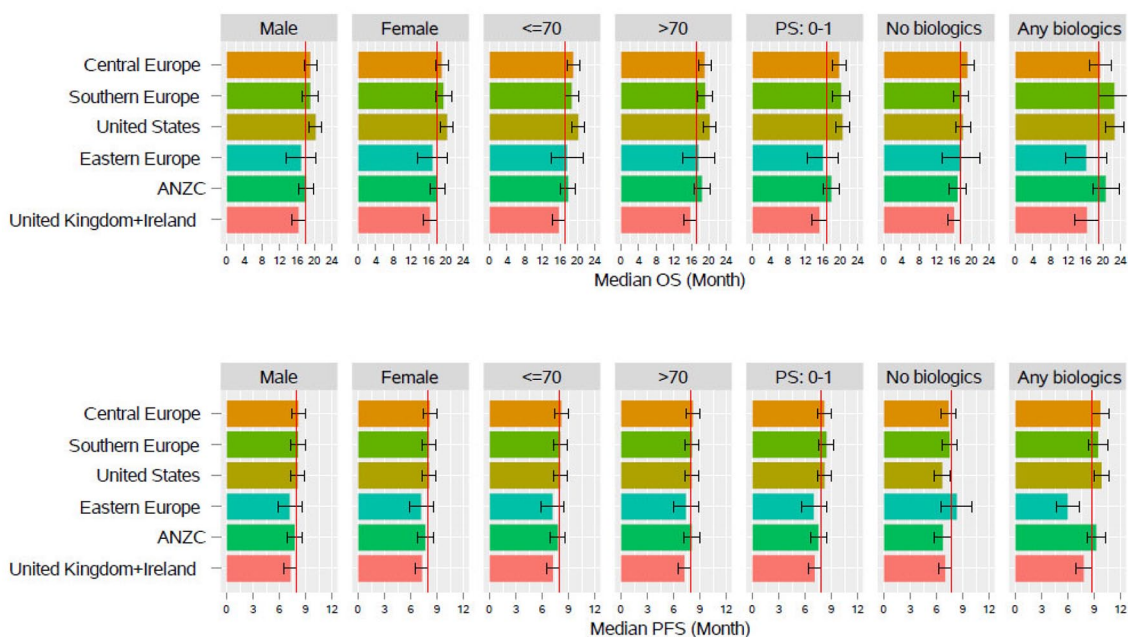 Male Female <=70 >70 PS: 0-1 No biologics Any biologics
Central Europe
Southern Europe
United States
Eastern Europe
ANZC
United Kingdom+Ireland
0 4 8 12 16 20 24 0 4 8 12 16 20 24 0 4 8 12 16 20 24 0 4 8 12 16 20 24 0 4 8 12 16 20 24 0 4 8 12 16 20 24 0 4 8 12 16 20 24
Median OS (Month)
Male Female <=70 >70 PS: 0-1 No biologics Any biologics
Central Europe
Southern Europe
United States
Eastern Europe
ANZC
United Kingdom+Ireland
0 3 6 9 12 0 3 6 9 12 0 3 6 9 12 0 3 6 9 12 0 3 6 9 12 0 3 6 9 12 0 3 6 9 12
Median PFS (Month)